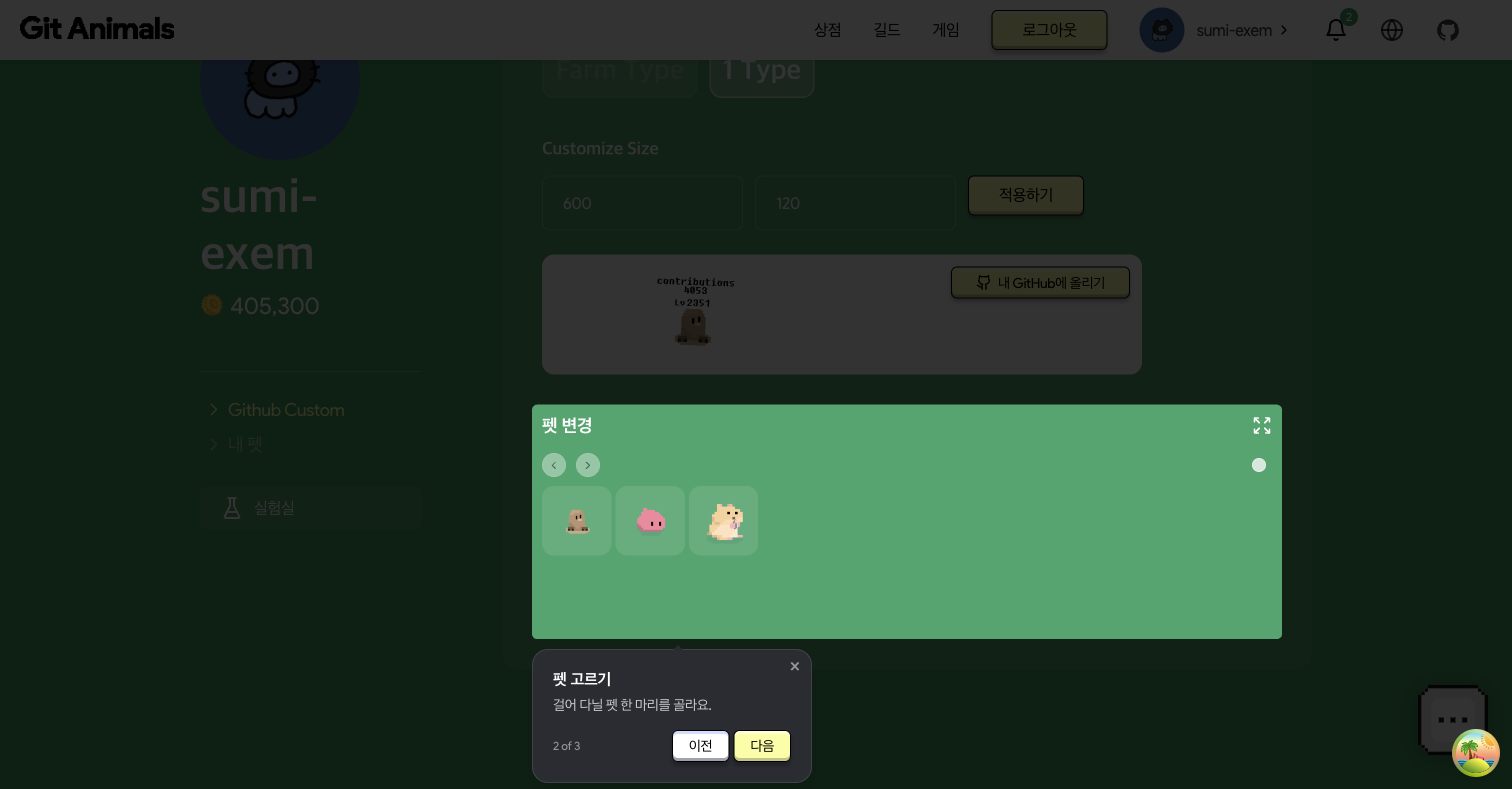 Git Animals
상점
길드
게임
로그아웃
sumi-exem
2
Farm Type
1 Type
sumi-
exem
405,300
Github Custom
내 펫
실험실
Customize Size
600
120
적용하기
contributions
4053
Lv2351
내 GitHub에 올리기
펫 변경
펫 고르기
걸어 다닐 펫 한 마리를 골라요.
2 of 3
이전
다음